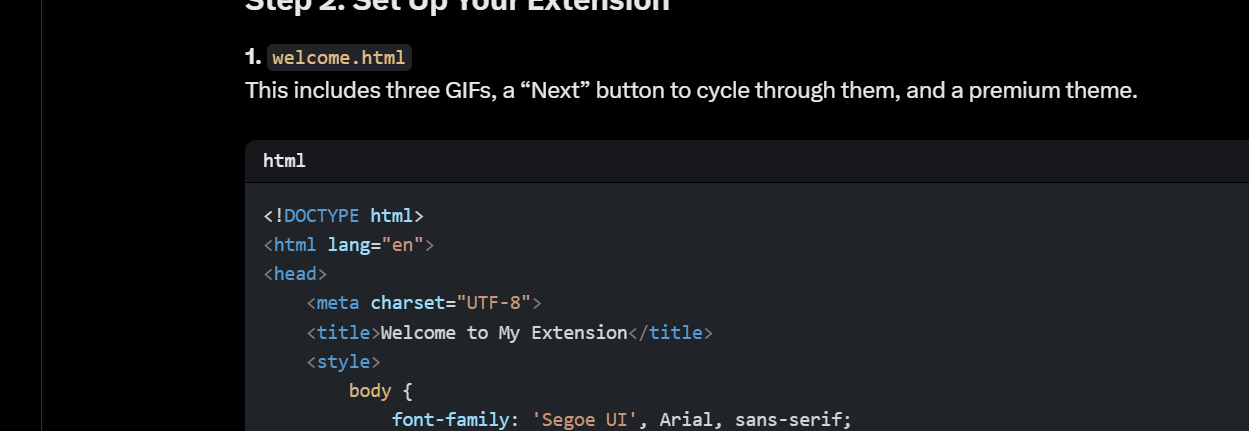 Step 2: Set Up Your Extension
1. welcome.html
This includes three GIFs, a “Next” button to cycle through them, and a premium theme.
html
<!DOCTYPE html>
<html lang="en">
<head>
<meta charset="UTF-8">
<title>Welcome to My Extension</title>
<style>
body {
font-family: 'Segoe UI', Arial, sans-serif;